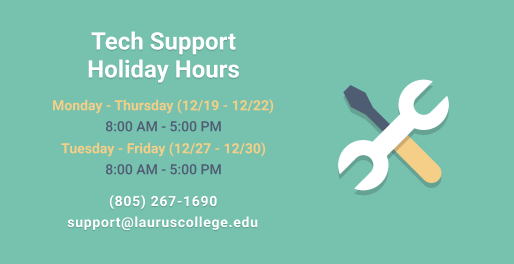 Tech Support
Holiday Hours
Monday - Thursday (12/19 - 12/22)
8:00 AM - 5:00 PM
Tuesday - Friday (12/27 - 12/30)
8:00 AM - 5:00 PM
(805) 267-1690
support@lauruscollege.edu